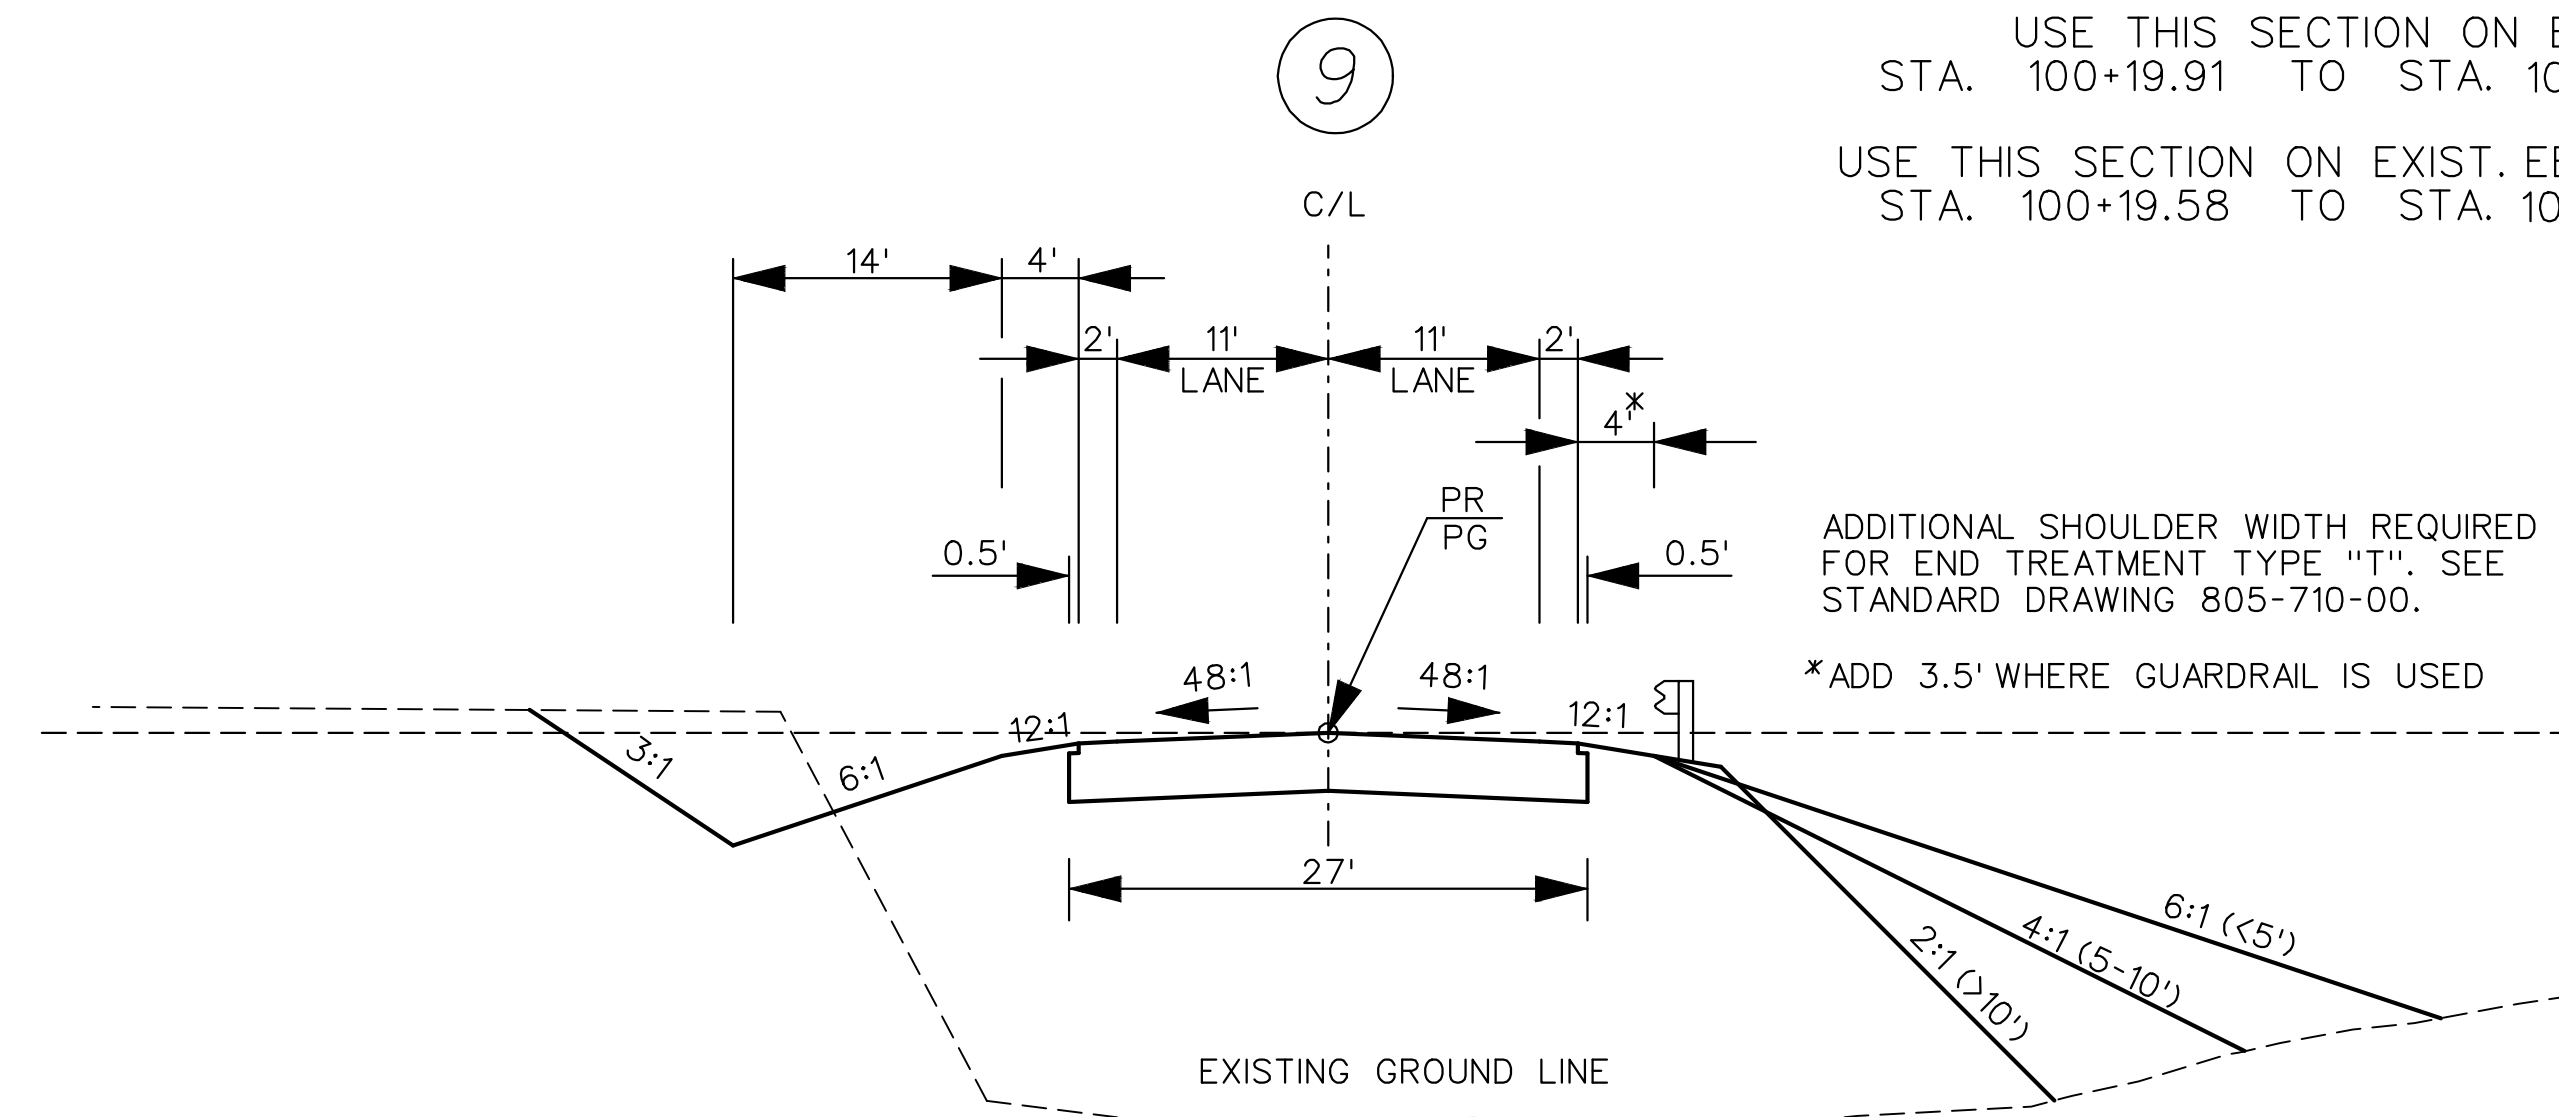 9
USE THIS SECTION ON
STA. 100+19.91 TO STA.
USE THIS SECTION ON EXIST.
STA. 100+19.58 TO STA.
C/L
14' 4'
2' 11' 11' 2'
LANE LANE
4'*
PR
PG
0.5' 0.5'
ADDITIONAL SHOULDER WIDTH REQUIRED
FOR END TREATMENT TYPE "T". SEE
STANDARD DRAWING 805-710-00.
*ADD 3.5' WHERE GUARDRAIL IS USED
48:1 48:1
12:1 12:1
3:1 6:1
27'
6:1 (<5')
4:1 (5-10')
2:1 (>10')
EXISTING GROUND LINE